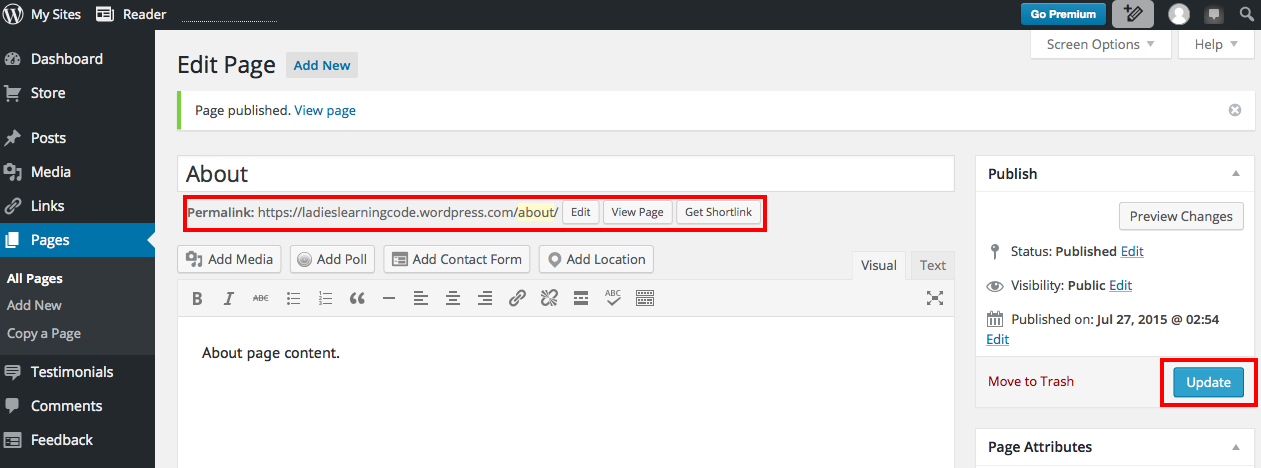 My Sites Reader Go Premium
Screen Options Help
Dashboard
Store
Posts
Media
Links
Pages
All Pages
Add New
Copy a Page
Testimonials
Comments
Feedback
Edit Page Add New
Page published. View page
About
Permalink: https://ladieslearningcode.wordpress.com/about/ Edit View Page Get Shortlink
Add Media Add Poll Add Contact Form Add Location Visual Text
B I ABC ABC
About page content.
Publish
Preview Changes
Status: Published Edit
Visibility: Public Edit
Published on: Jul 27, 2015 @ 02:54
Edit
Move to Trash Update
Page Attributes